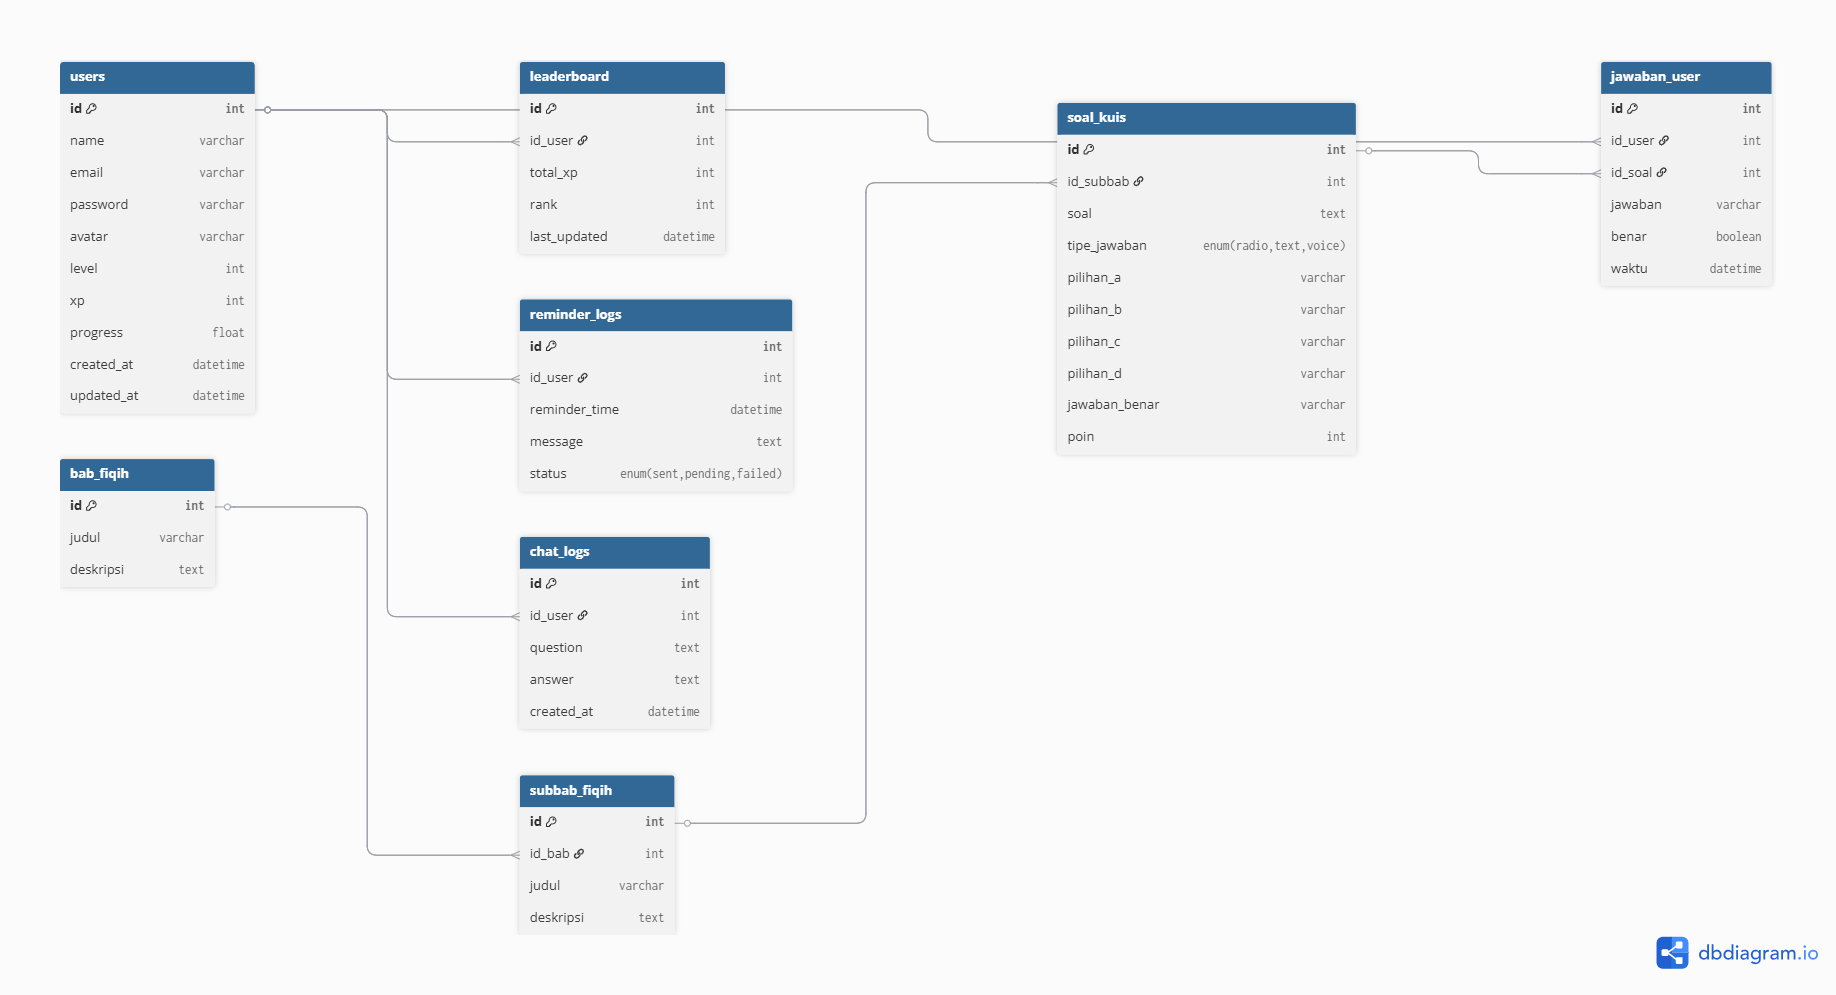 users
id int
name varchar
email varchar
password varchar
avatar varchar
level int
xp int
progress float
created_at datetime
updated_at datetime
bab_fiqih
id int
judul varchar
deskripsi text
leaderboard
id int
id_user int
total_xp int
rank int
last_updated datetime
reminder_logs
id int
id_user int
reminder_time datetime
message text
status enum(sent,pending,failed)
chat_logs
id int
id_user int
question text
answer text
created_at datetime
subbab_fiqih
id int
id_bab int
judul varchar
deskripsi text
soal_kuis
id int
id_subbab int
soal text
tipe_jawaban enum(radio,text,voice)
pilihan_a varchar
pilihan_b varchar
pilihan_c varchar
pilihan_d varchar
jawaban_benar varchar
poin int
jawaban_user
id int
id_user int
id_soal int
jawaban varchar
benar boolean
waktu datetime
dbdiagram.io